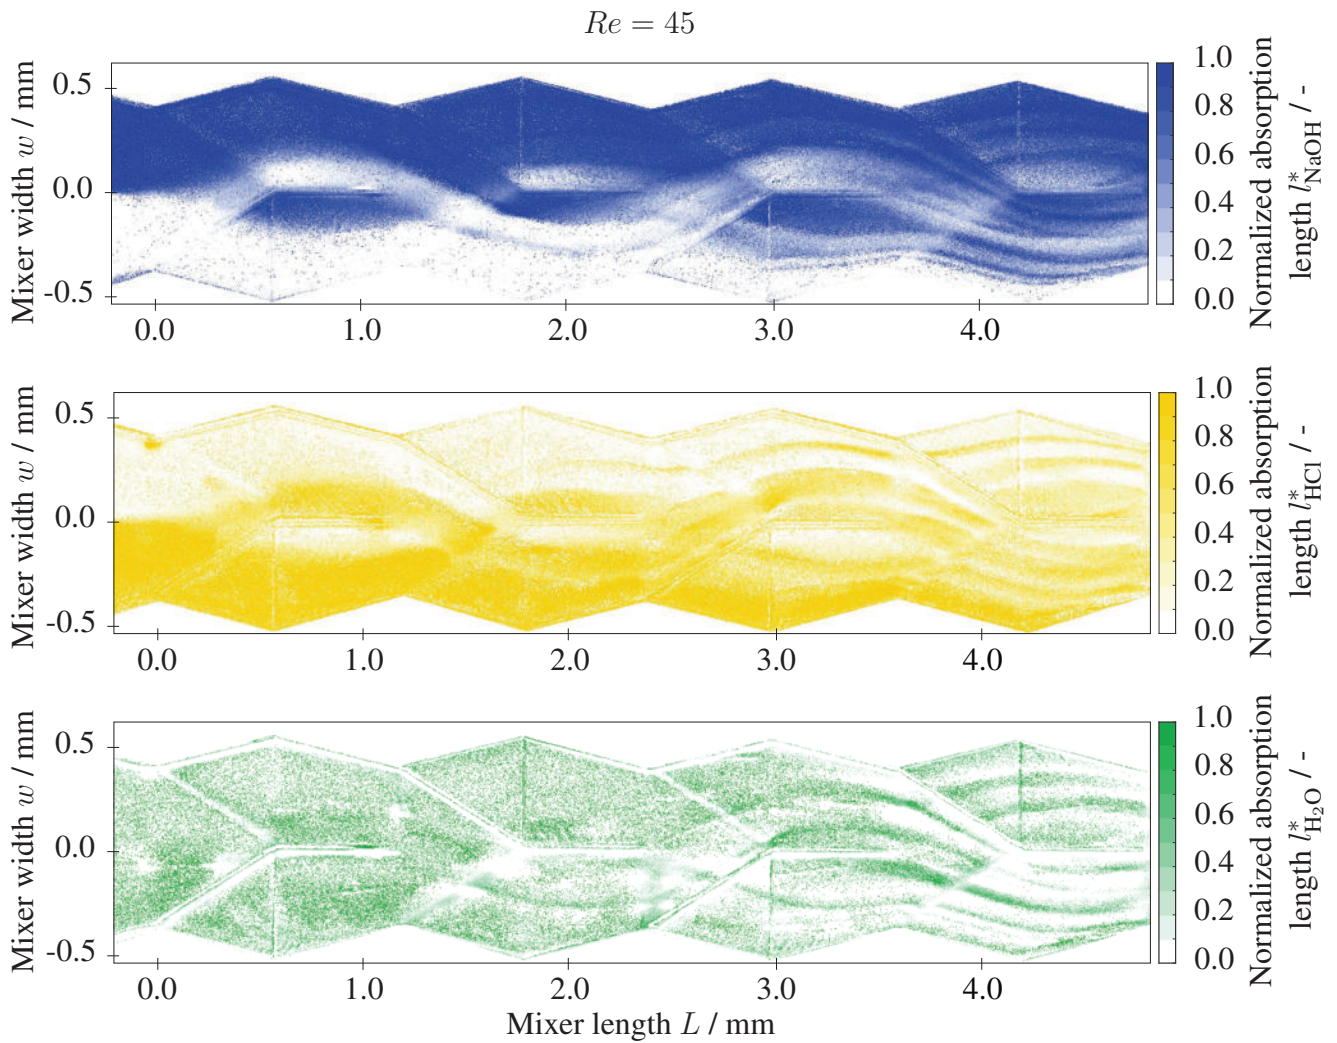 Re = 45
Mixer width w / mm
0.5
0.0
-0.5
0.0 1.0 2.0 3.0 4.0
1.0
0.8
0.6
0.4
0.2
0.0
Normalized absorption
length l*NaOH / -
Mixer width w / mm
0.5
0.0
-0.5
0.0 1.0 2.0 3.0 4.0
1.0
0.8
0.6
0.4
0.2
0.0
Normalized absorption
length l*HCl / -
Mixer width w / mm
0.5
0.0
-0.5
0.0 1.0 2.0 3.0 4.0
1.0
0.8
0.6
0.4
0.2
0.0
Normalized absorption
length l*H₂O / -
Mixer length L / mm